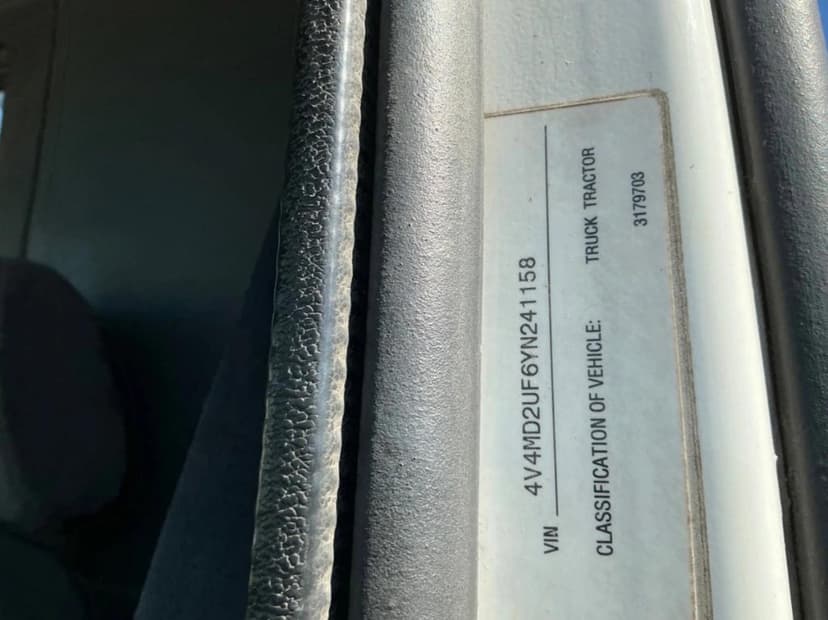 VIN 4V4MD2UF6YN241158
CLASSIFICATION OF VEHICLE: TRUCK TRACTOR
3179703